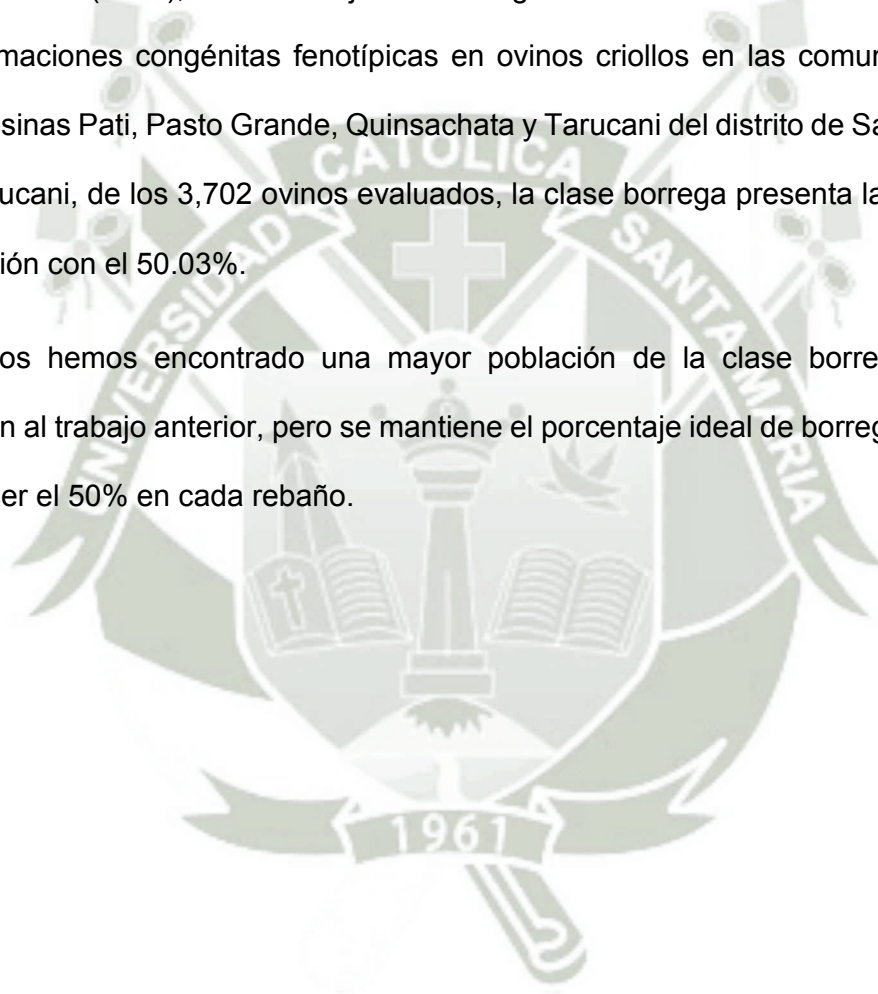 maciones congénitas fenotípicas en ovinos criollos en las comun
sinas Pati, Pasto Grande, Quinsachata y Tarucani del distrito de Sa
ucani, de los 3,702 ovinos evaluados, la clase borrega presenta la
ión con el 50.03%.
os hemos encontrado una mayor población de la clase borre
n al trabajo anterior, pero se mantiene el porcentaje ideal de borreg
er el 50% en cada rebaño.
UNIVERSIDAD CATOLICA SANTA MARIA
1961